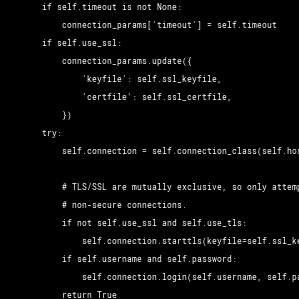 if self.timeout is not None:
connection_params['timeout'] = self.timeout
if self.use_ssl:
connection_params.update({
'keyfile': self.ssl_keyfile,
'certfile': self.ssl_certfile,
})
try:
self.connection = self.connection_class(self.hos
# TLS/SSL are mutually exclusive, so only attemp
# non-secure connections.
if not self.use_ssl and self.use_tls:
self.connection.starttls(keyfile=self.ssl_ke
if self.username and self.password:
self.connection.login(self.username, self.pa
return True